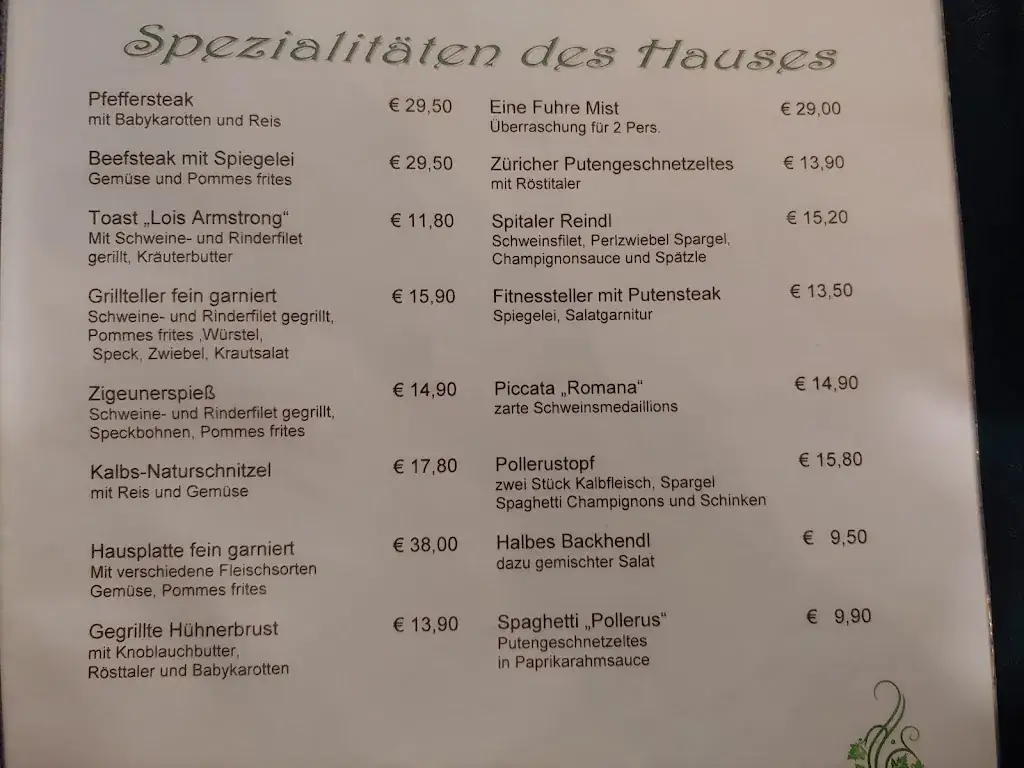 Spezialitäten des Hauses
Pfeffersteak € 29,50
mit Babykarotten und Reis
Beefsteak mit Spiegelei € 29,50
Gemüse und Pommes frites
Toast „Lois Armstrong“ € 11,80
Mit Schweine- und Rinderfilet
gerillt, Kräuterbutter
Grillteller fein garniert € 15,90
Schweine- und Rinderfilet gegrillt,
Pommes frites ,Würstel,
Speck, Zwiebel, Krautsalat
Zigeunerspieß € 14,90
Schweine- und Rinderfilet gegrillt,
Speckbohnen, Pommes frites
Kalbs-Naturschnitzel € 17,80
mit Reis und Gemüse
Hausplatte fein garniert € 38,00
Mit verschiedene Fleischsorten
Gemüse, Pommes frites
Gegrillte Hühnerbrust € 13,90
mit Knoblauchbutter,
Rösttaler und Babykarotten
Eine Fuhre Mist € 29,00
Überraschung für 2 Pers.
Züricher Putengeschnetzeltes € 13,90
mit Röstitaler
Spitaler Reindl € 15,20
Schweinsfilet, Perlzwiebel Spargel,
Champignonsauce und Spätzle
Fitnessteller mit Putensteak € 13,50
Spiegelei, Salatgarnitur
Piccata „Romana“ € 14,90
zarte Schweinsmedaillions
Pollerustopf € 15,80
zwei Stück Kalbfleisch, Spargel
Spaghetti Champignons und Schinken
Halbes Backhendl € 9,50
dazu gemischter Salat
Spaghetti „Pollerus“ € 9,90
Putengeschnetzeltes
in Paprikarahmsauce